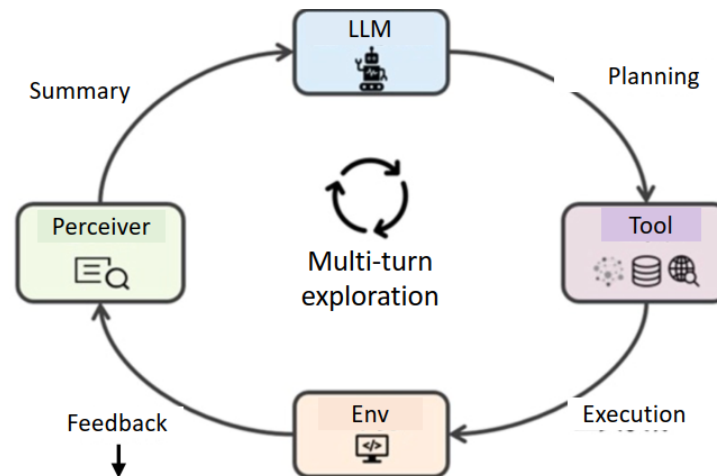 LLM
Summary
Planning
Perceiver
Tool
Multi-turn
exploration
Feedback
Env
</>
Execution